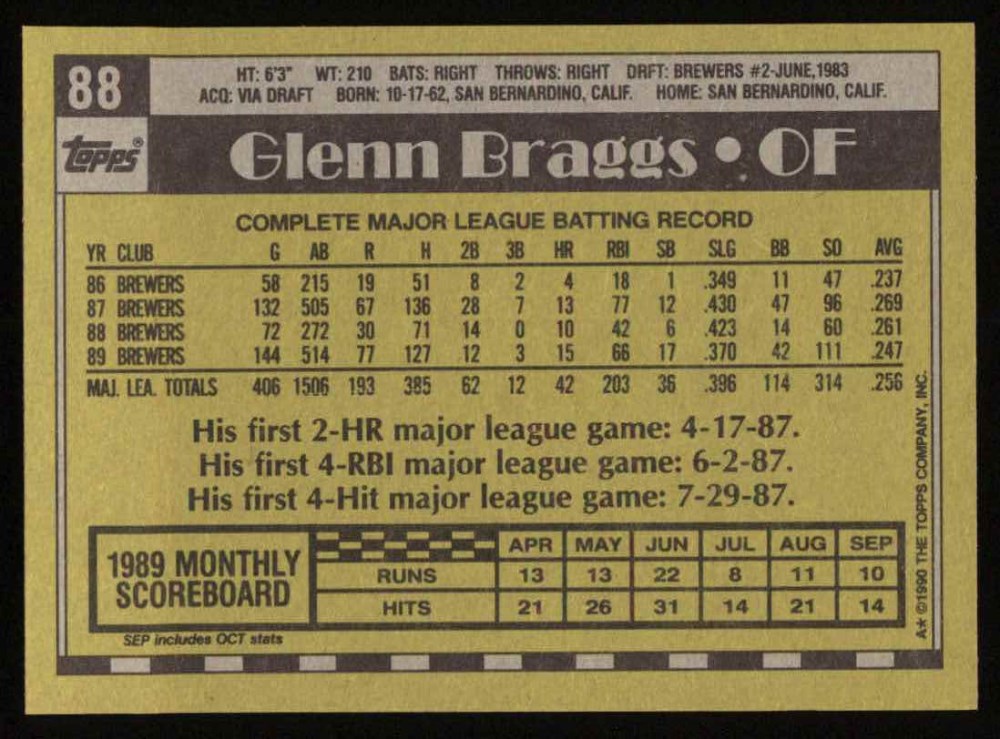 88
HT: 6'3" WT: 210 BATS: RIGHT THROWS: RIGHT DRFT: BREWERS #2-JUNE,1983
ACQ: VIA DRAFT BORN: 10-17-62, SAN BERNARDINO, CALIF. HOME: SAN BERNARDINO, CALIF.
topps®
Glenn Braggs • OF
COMPLETE MAJOR LEAGUE BATTING RECORD
YR CLUB G AB R H 2B 3B HR RBI SB SLG BB SO AVG
86 BREWERS 58 215 19 51 8 2 4 18 1 .349 11 47 .237
87 BREWERS 132 505 67 136 28 7 13 77 12 .430 47 96 .269
88 BREWERS 72 272 30 71 14 0 10 42 6 .423 14 60 .261
89 BREWERS 144 514 77 127 12 3 15 66 17 .370 42 111 .247
MAJ. LEA. TOTALS 406 1506 193 385 62 12 42 203 36 .396 114 314 .256
His first 2-HR major league game: 4-17-87.
His first 4-RBI major league game: 6-2-87.
His first 4-Hit major league game: 7-29-87.
1989 MONTHLY
SCOREBOARD
APR MAY JUN JUL AUG SEP
RUNS 13 13 22 8 11 10
HITS 21 26 31 14 21 14
SEP includes OCT stats
A* ©1990 THE TOPPS COMPANY, INC.